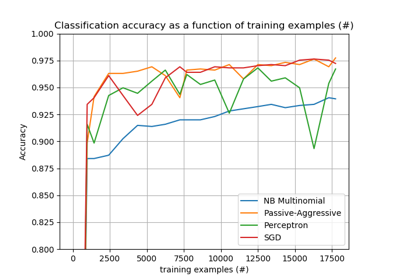 Classification accuracy as a function of training examples (#)
1.000
0.975
0.950
0.925
0.900
0.875
0.850
0.825
0.800
Accuracy
NB Multinomial
Passive-Aggressive
Perceptron
SGD
0 2500 5000 7500 10000 12500 15000 17500
training examples (#)